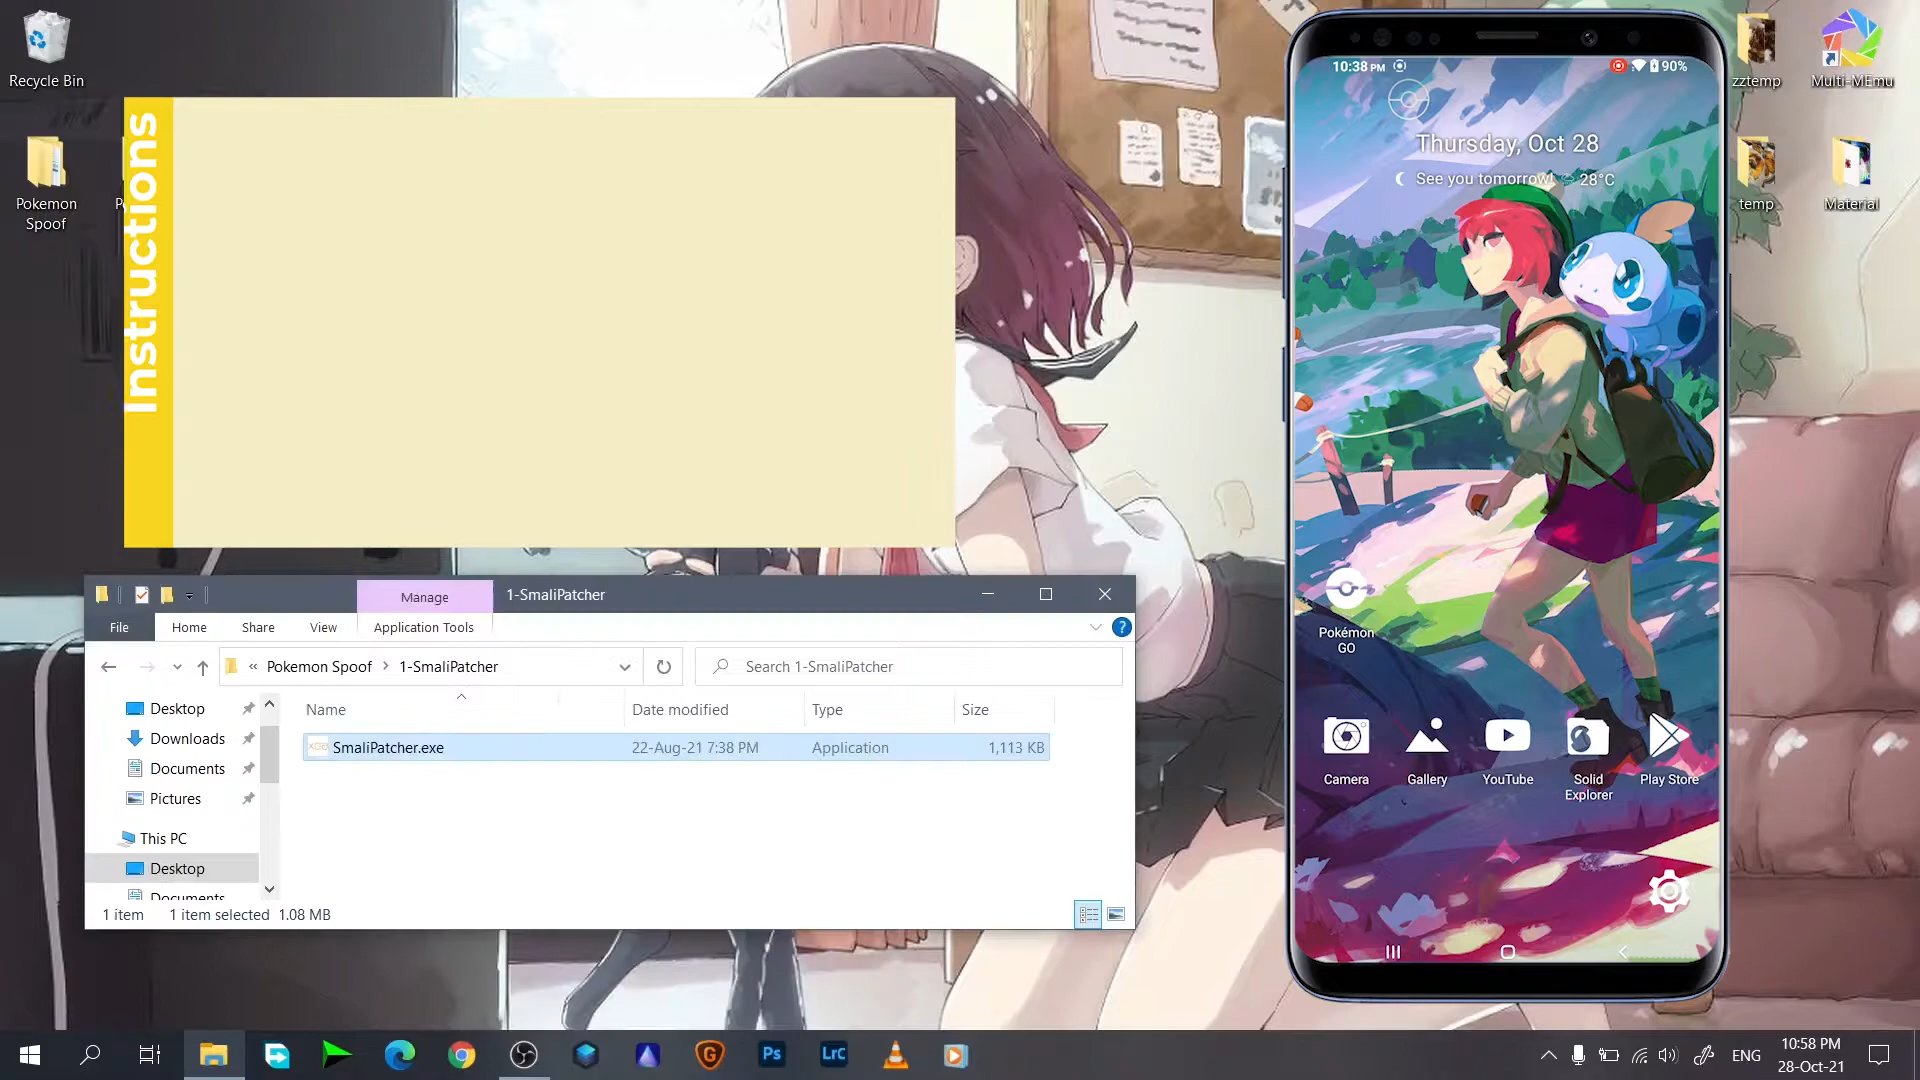 Recycle Bin
Pokemon
Spoof
Instructions
zztemp
Multi-MEmu
temp
Material
10:38 PM
90%
Thursday, Oct 28
See you tomorrow!
28°C
Pokémon
GO
Camera
Gallery
YouTube
Solid
Explorer
Play Store
Manage
1-SmaliPatcher
File
Home
Share
View
Application Tools
« Pokemon Spoof > 1-SmaliPatcher
Search 1-SmaliPatcher
Desktop
Downloads
Documents
Pictures
This PC
Desktop
Documents
Name
Date modified
Type
Size
SmaliPatcher.exe
22-Aug-21 7:38 PM
Application
1,113 KB
1 item
1 item selected
1.08 MB
Ps
LrC
ENG
10:58 PM
28-Oct-21